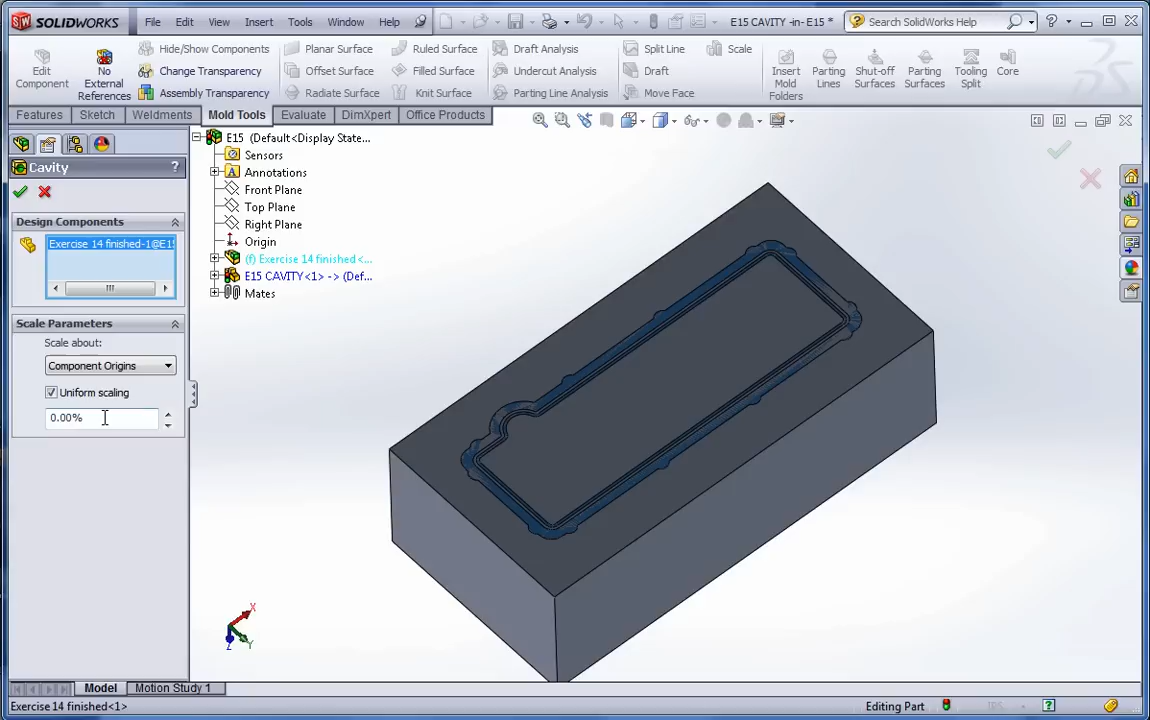 SOLIDWORKS File Edit View Insert Tools Window Help E15 CAVITY -in- E15 * Search SolidWorks Help
Edit Component
No External References
Hide/Show Components
Change Transparency
Assembly Transparency
Planar Surface
Offset Surface
Radiate Surface
Ruled Surface
Filled Surface
Knit Surface
Draft Analysis
Undercut Analysis
Parting Line Analysis
Split Line
Draft
Move Face
Scale
Insert Mold Folders
Parting Lines
Shut-off Surfaces
Parting Surfaces
Tooling Split
Core
Features Sketch Weldments Mold Tools Evaluate DimXpert Office Products
Cavity ?
Design Components
Exercise 14 finished-1@E15
Scale Parameters
Scale about:
Component Origins
Uniform scaling
0.00%
E15 (Default<Display State...
Sensors
Annotations
Front Plane
Top Plane
Right Plane
Origin
(f) Exercise 14 finished <...
E15 CAVITY<1> -> (Def...
Mates
X
Y
Z
Model Motion Study 1
Exercise 14 finished<1> Editing Part